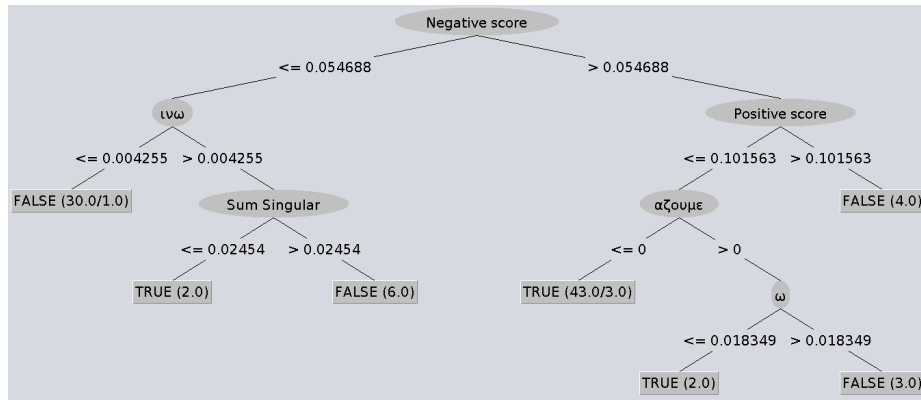 Negative score
<= 0.054688 > 0.054688
ινω Positive score
<= 0.004255 > 0.004255 <= 0.101563 > 0.101563
FALSE (30.0/1.0) Sum Singular αζουμε FALSE (4.0)
<= 0.02454 > 0.02454 <= 0 > 0
TRUE (2.0) FALSE (6.0) TRUE (43.0/3.0) ω
<= 0.018349 > 0.018349
TRUE (2.0) FALSE (3.0)